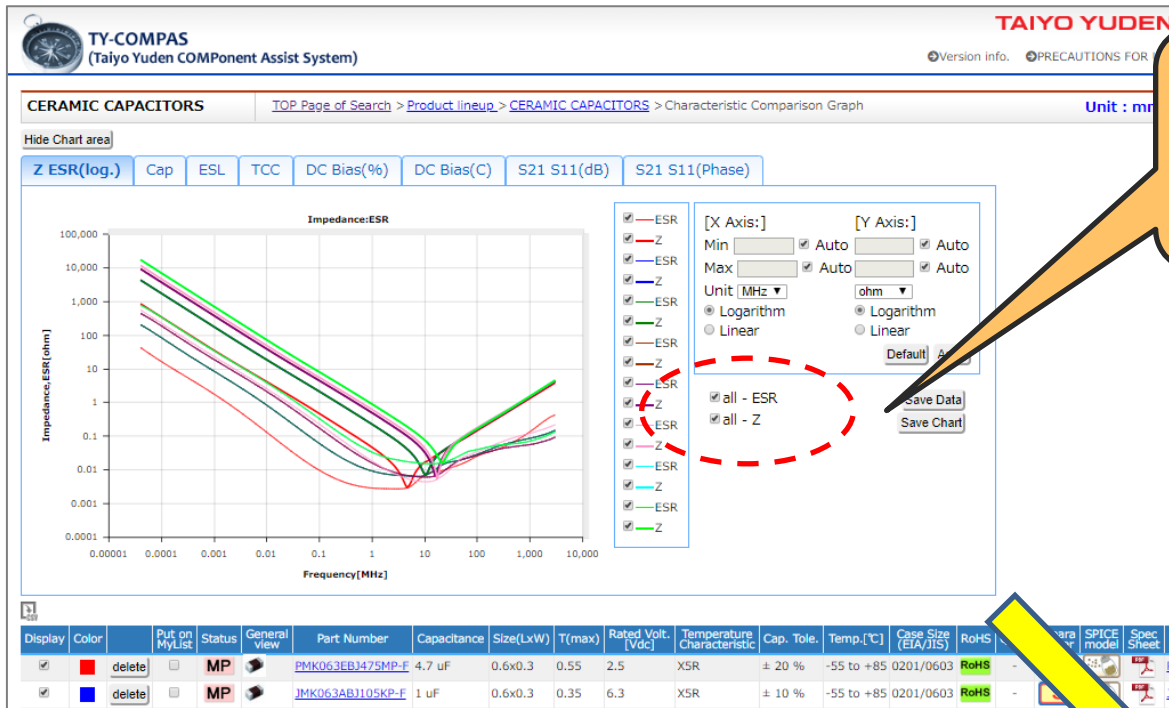 TAIYO YUDEN
TY-COMPAS
(Taiyo Yuden COMPonent Assist System)
Version info. PRECAUTIONS FOR
CERAMIC CAPACITORS
TOP Page of Search > Product lineup > CERAMIC CAPACITORS > Characteristic Comparison Graph
Unit : mm
Hide Chart area
Z ESR(log.) Cap ESL TCC DC Bias(%) DC Bias(C) S21 S11(dB) S21 S11(Phase)
Impedance:ESR
Impedance,ESR[ohm]
100,000
10,000
1,000
100
10
1
0.1
0.01
0.001
0.0001
0.00001 0.0001 0.001 0.01 0.1 1 10 100 1,000 10,000
Frequency[MHz]
ESR
Z
ESR
Z
ESR
Z
ESR
Z
ESR
Z
ESR
Z
ESR
Z
ESR
Z
[X Axis:] [Y Axis:]
Min Auto Auto
Max Auto Auto
Unit MHz ohm
Logarithm Logarithm
Linear Linear
Default
all - ESR
all - Z
Save Data
Save Chart
CSV
Display Color Put on MyList Status General view Part Number Capacitance Size(LxW) T(max) Rated Volt. [Vdc] Temperature Characteristic Cap. Tole. Temp.[℃] Case Size (EIA/JIS) RoHS SPICE model Spec Sheet
delete MP PMK063EBJ475MP-F 4.7 uF 0.6x0.3 0.55 2.5 X5R ± 20 % -55 to +85 0201/0603 RoHS -
delete MP JMK063ABJ105KP-F 1 uF 0.6x0.3 0.35 6.3 X5R ± 10 % -55 to +85 0201/0603 RoHS -